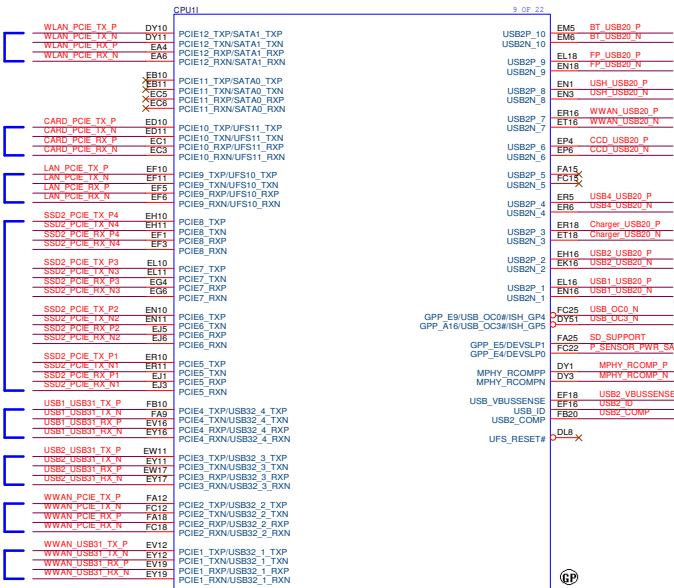 CPU1I 9 OF 22
WLAN_PCIE_TX_P DY10 PCIE12_TXP/SATA1_TXP
WLAN_PCIE_TX_N DY11 PCIE12_TXN/SATA1_TXN
WLAN_PCIE_RX_P EA4 PCIE12_RXP/SATA1_RXP
WLAN_PCIE_RX_N EA6 PCIE12_RXN/SATA1_RXN
EB10 PCIE11_TXP/SATA0_TXP
EB11 PCIE11_TXN/SATA0_TXN
EC5 PCIE11_RXP/SATA0_RXP
EC6 PCIE11_RXN/SATA0_RXN
CARD_PCIE_TX_P ED10 PCIE10_TXP/UFS11_TXP
CARD_PCIE_TX_N ED11 PCIE10_TXN/UFS11_TXN
CARD_PCIE_RX_P EC1 PCIE10_RXP/UFS11_RXP
CARD_PCIE_RX_N EC3 PCIE10_RXN/UFS11_RXN
LAN_PCIE_TX_P EF10 PCIE9_TXP/UFS10_TXP
LAN_PCIE_TX_N EF11 PCIE9_TXN/UFS10_TXN
LAN_PCIE_RX_P EF5 PCIE9_RXP/UFS10_RXP
LAN_PCIE_RX_N EF6 PCIE9_RXN/UFS10_RXN
SSD2_PCIE_TX_P4 EH10 PCIE8_TXP
SSD2_PCIE_TX_N4 EH11 PCIE8_TXN
SSD2_PCIE_RX_P4 EF1 PCIE8_RXP
SSD2_PCIE_RX_N4 EF3 PCIE8_RXN
SSD2_PCIE_TX_P3 EL10 PCIE7_TXP
SSD2_PCIE_TX_N3 EL11 PCIE7_TXN
SSD2_PCIE_RX_P3 EG4 PCIE7_RXP
SSD2_PCIE_RX_N3 EG6 PCIE7_RXN
SSD2_PCIE_TX_P2 EN10 PCIE6_TXP
SSD2_PCIE_TX_N2 EN11 PCIE6_TXN
SSD2_PCIE_RX_P2 EJ5 PCIE6_RXP
SSD2_PCIE_RX_N2 EJ6 PCIE6_RXN
SSD2_PCIE_TX_P1 ER10 PCIE5_TXP
SSD2_PCIE_TX_N1 ER11 PCIE5_TXN
SSD2_PCIE_RX_P1 EJ1 PCIE5_RXP
SSD2_PCIE_RX_N1 EJ3 PCIE5_RXN
USB1_USB31_TX_P FB10 PCIE4_TXP/USB32_4_TXP
USB1_USB31_TX_N FA9 PCIE4_TXN/USB32_4_TXN
USB1_USB31_RX_P EV16 PCIE4_RXP/USB32_4_RXP
USB1_USB31_RX_N EY16 PCIE4_RXN/USB32_4_RXN
USB2_USB31_TX_P EW11 PCIE3_TXP/USB32_3_TXP
USB2_USB31_TX_N EY11 PCIE3_TXN/USB32_3_TXN
USB2_USB31_RX_P EW17 PCIE3_RXP/USB32_3_RXP
USB2_USB31_RX_N EY17 PCIE3_RXN/USB32_3_RXN
WWAN_PCIE_TX_P FA12 PCIE2_TXP/USB32_2_TXP
WWAN_PCIE_TX_N FC12 PCIE2_TXN/USB32_2_TXN
WWAN_PCIE_RX_P FA18 PCIE2_RXP/USB32_2_RXP
WWAN_PCIE_RX_N FC18 PCIE2_RXN/USB32_2_RXN
WWAN_USB31_TX_P EV12 PCIE1_TXP/USB32_1_TXP
WWAN_USB31_TX_N EY12 PCIE1_TXN/USB32_1_TXN
WWAN_USB31_RX_P EV19 PCIE1_RXP/USB32_1_RXP
WWAN_USB31_RX_N EY19 PCIE1_RXN/USB32_1_RXN
USB2P_10 EM5 BT_USB20_P
USB2N_10 EM6 BT_USB20_N
USB2P_9 EL18 FP_USB20_P
USB2N_9 EN18 FP_USB20_N
USB2P_8 EN1 USH_USB20_P
USB2N_8 EN3 USH_USB20_N
USB2P_7 ER16 WWAN_USB20_P
USB2N_7 ET16 WWAN_USB20_N
USB2P_6 EP4 CCD_USB20_P
USB2N_6 EP6 CCD_USB20_N
USB2P_5 FA15
USB2N_5 FC15
USB2P_4 ER5 USB4_USB20_P
USB2N_4 ER6 USB4_USB20_N
USB2P_3 ER18 Charger_USB20_P
USB2N_3 ET18 Charger_USB20_N
USB2P_2 EH16 USB2_USB20_P
USB2N_2 EK16 USB2_USB20_N
USB2P_1 EL16 USB1_USB20_P
USB2N_1 EN16 USB1_USB20_N
GPP_E9/USB_OC0#/ISH_GP4 FC25 USB_OC0_N
GPP_A16/USB_OC3#/ISH_GP5 DY51 USB_OC3_N
GPP_E5/DEVSLP1 FA25 SD_SUPPORT
GPP_E4/DEVSLP0 FC22 P_SENSOR_PWR_SA
MPHY_RCOMPP DY1 MPHY_RCOMP_P
MPHY_RCOMPN DY3 MPHY_RCOMP_N
USB_VBUSSENSE EF18 USB2_VBUSSENSE
USB_ID EF16 USB2_ID
USB2_COMP FB20 USB2_COMP
UFS_RESET# DL8
GP